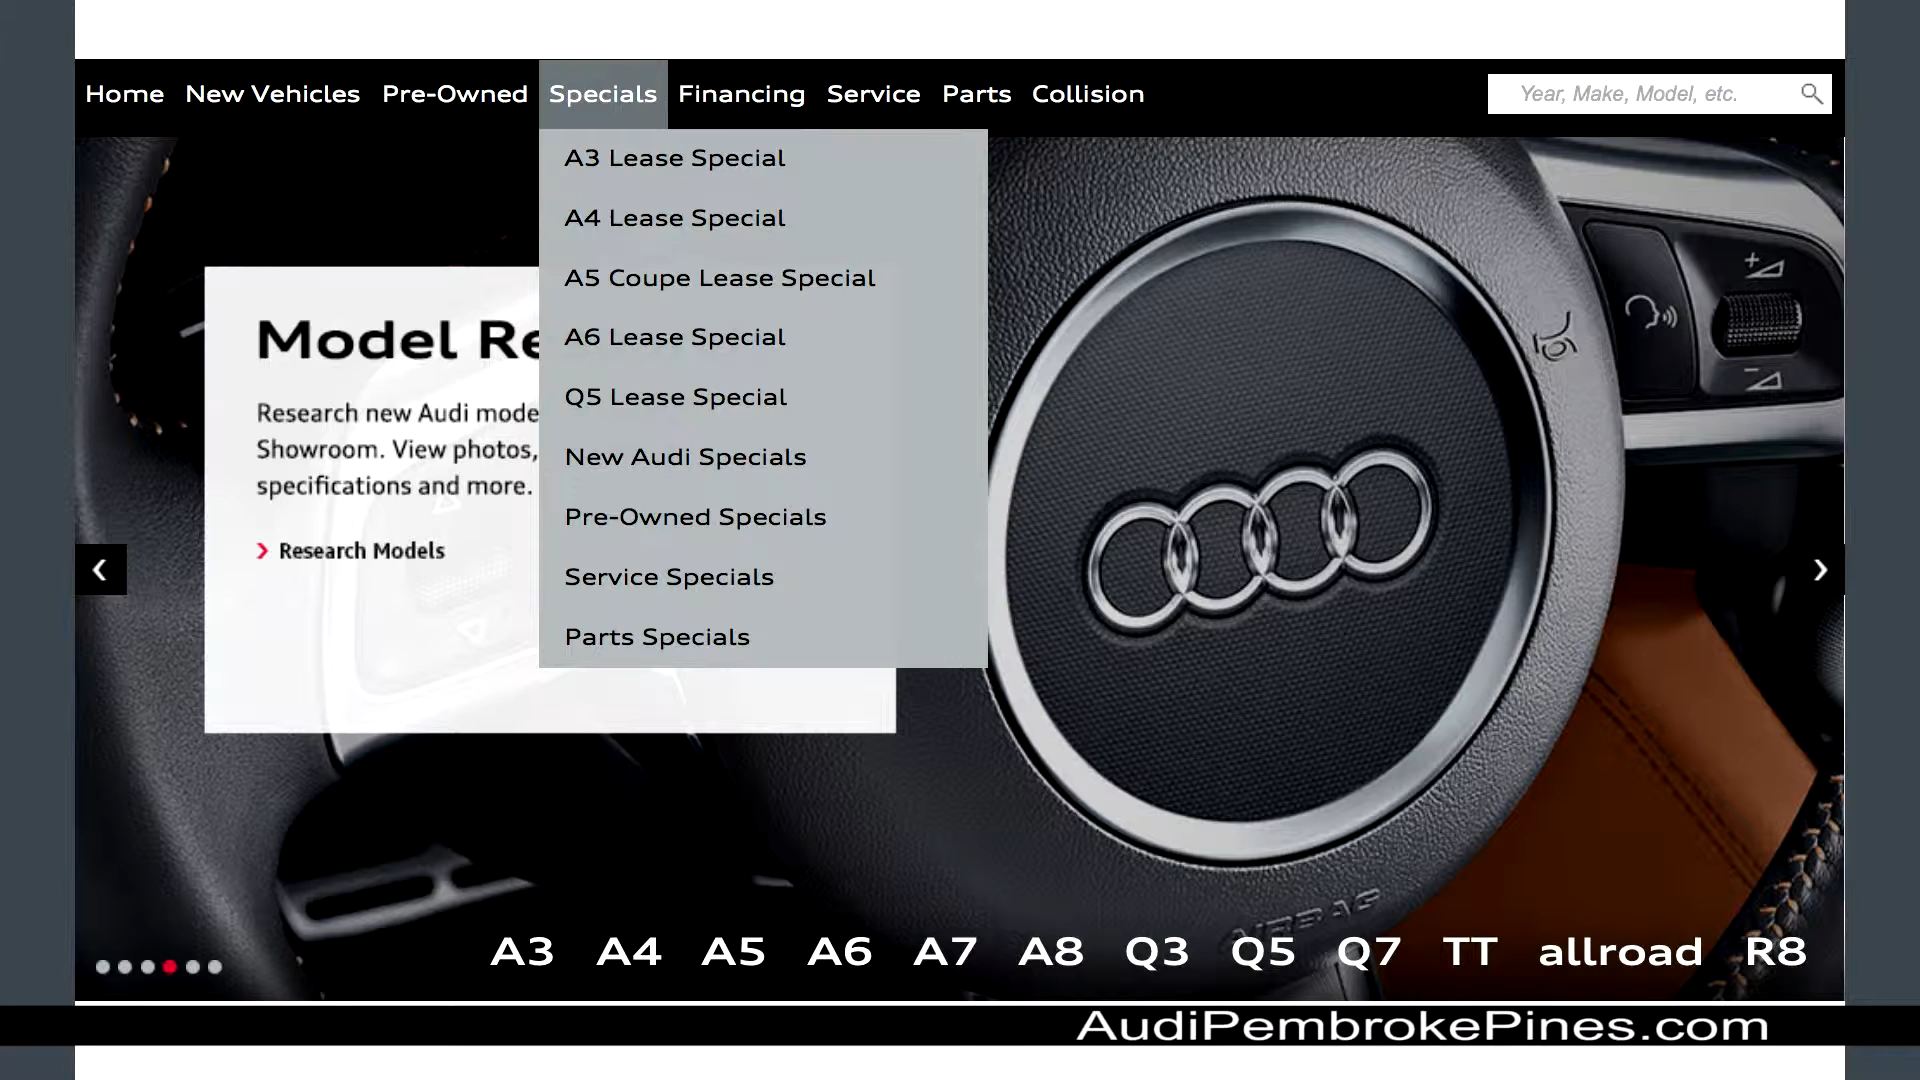 Home New Vehicles Pre-Owned Specials Financing Service Parts Collision Year, Make, Model, etc.
A3 Lease Special
A4 Lease Special
A5 Coupe Lease Special
A6 Lease Special
Q5 Lease Special
New Audi Specials
Pre-Owned Specials
Service Specials
Parts Specials
Model Re
Research new Audi mode
Showroom. View photos,
specifications and more.
Research Models
AIRBAG
A3 A4 A5 A6 A7 A8 Q3 Q5 Q7 TT allroad R8
AudiPembrokePines.com